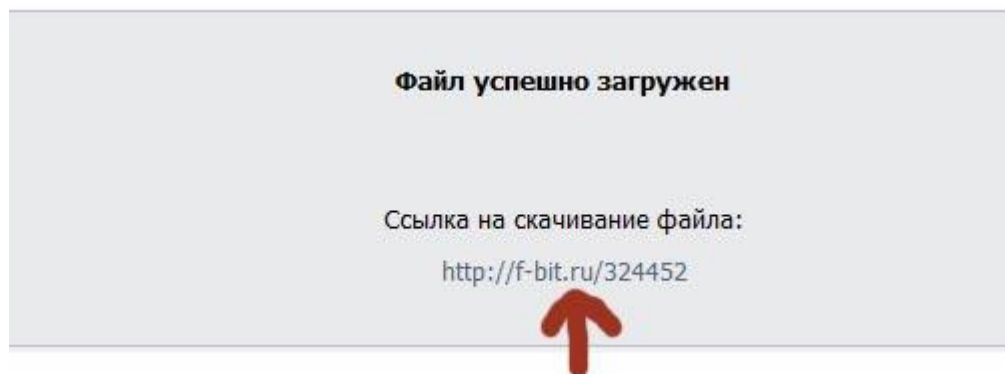 Файл успешно загружен
Ссылка на скачивание файла:
http://f-bit.ru/324452